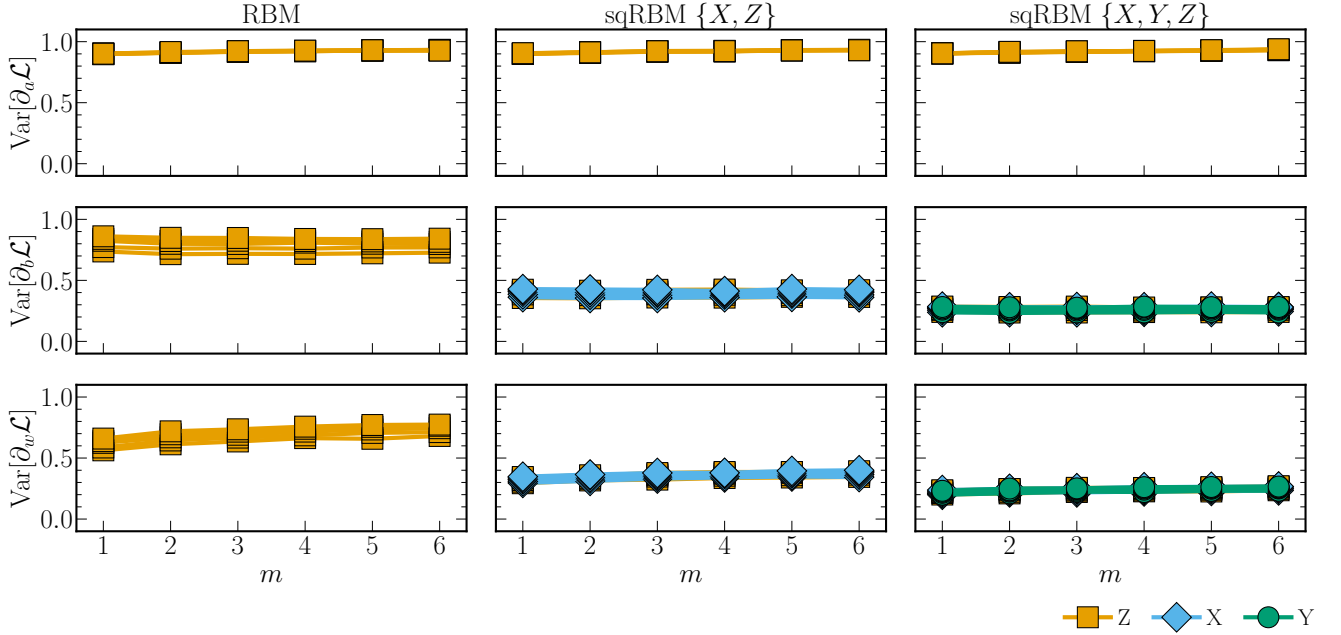 RBM
sqRBM {X, Z}
sqRBM {X, Y, Z}
Var[∂ₐℒ]
1.0
0.5
0.0
Var[∂_bℒ]
1.0
0.5
0.0
Var[∂_wℒ]
1.0
0.5
0.0
1 2 3 4 5 6
1 2 3 4 5 6
1 2 3 4 5 6
m
m
m
Z X Y